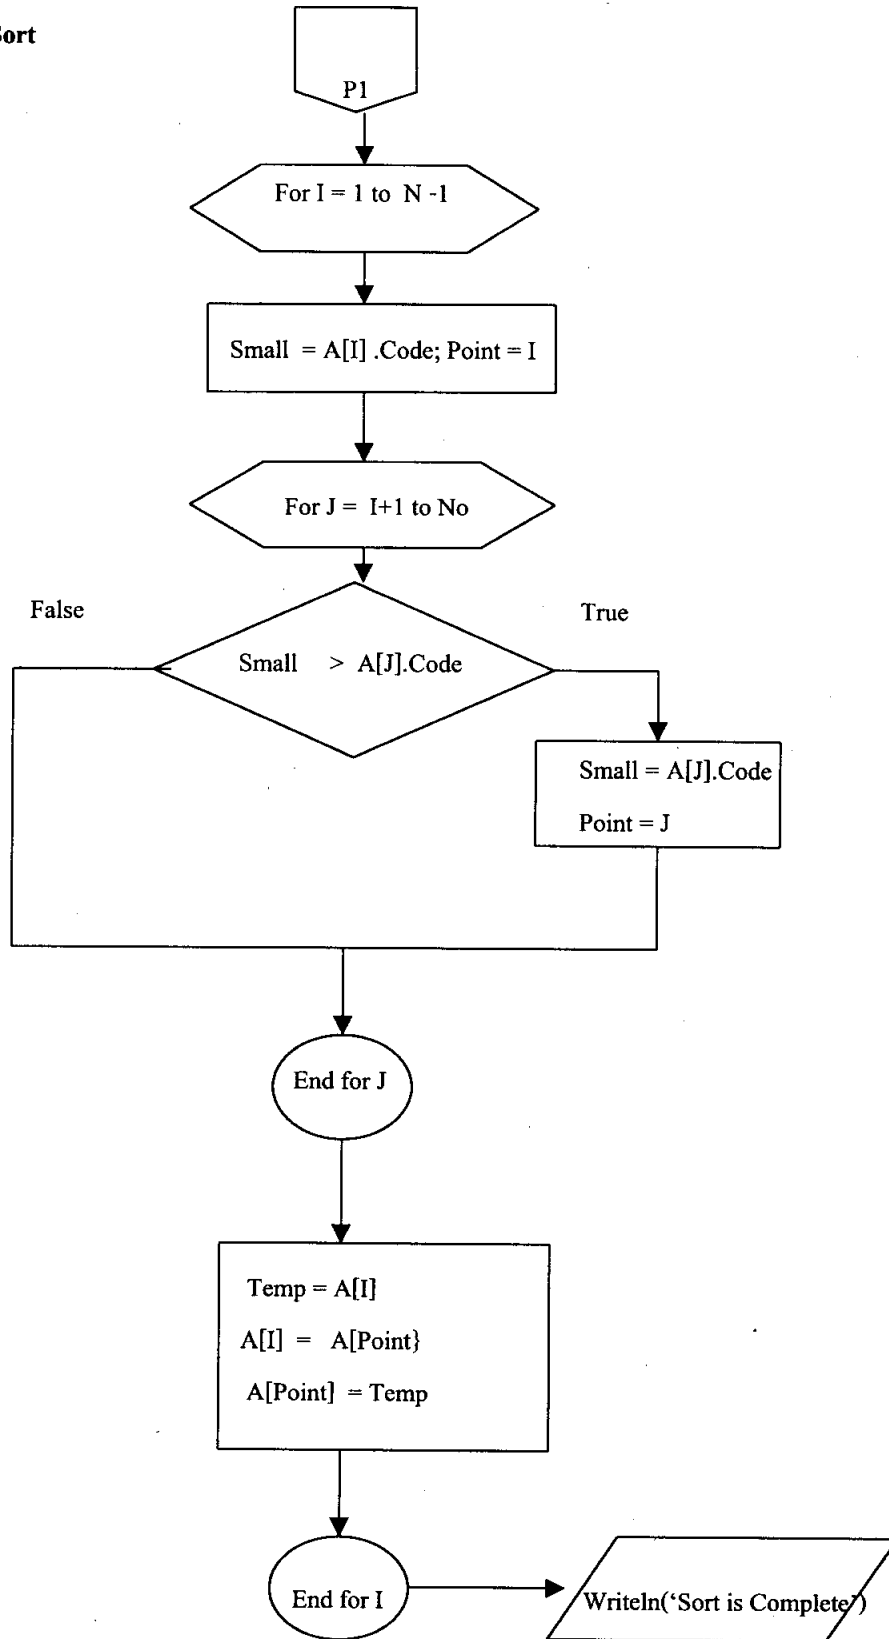 P1
For I = 1 to N -1
Small = A[I] .Code; Point = I
For J = I+1 to No
False
True
Small > A[J].Code
Small = A[J].Code
Point = J
End for J
Temp = A[I]
A[I] = A[Point}
A[Point] = Temp
End for I
Writeln(‘Sort is Complete’)